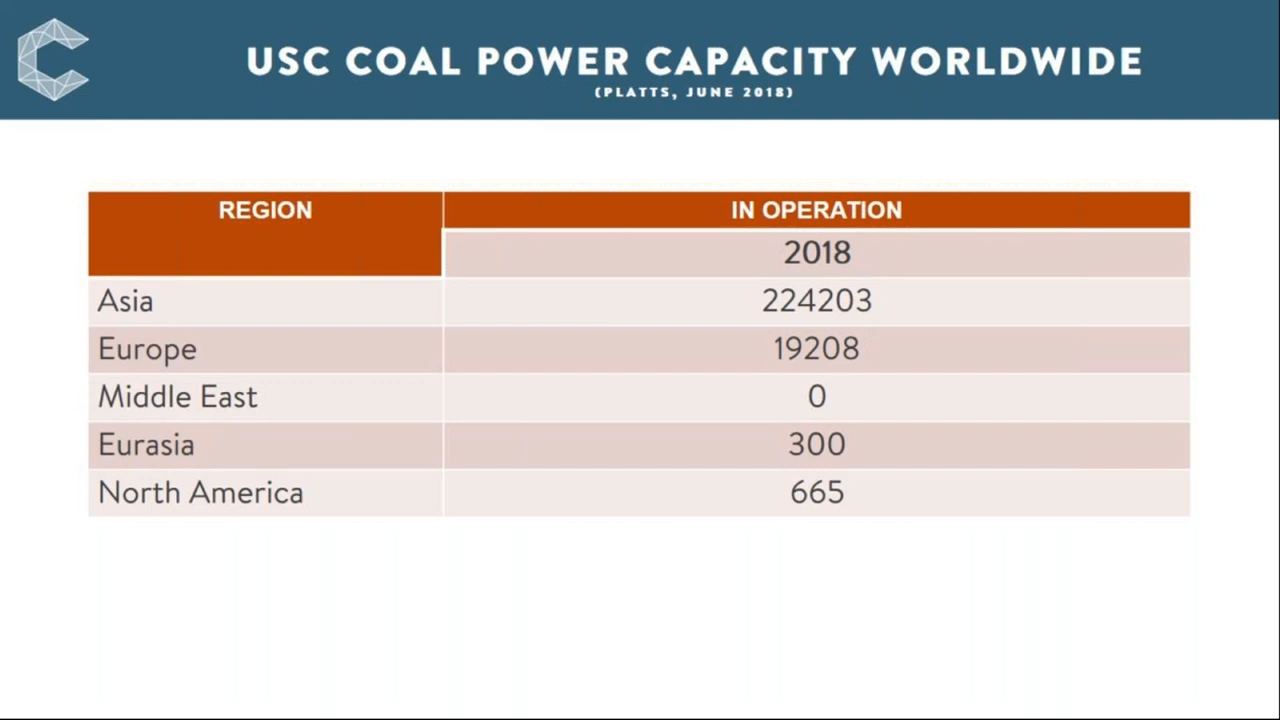 USC COAL POWER CAPACITY WORLDWIDE
(PLATTS, JUNE 2018)
REGION IN OPERATION
2018
Asia 224203
Europe 19208
Middle East 0
Eurasia 300
North America 665